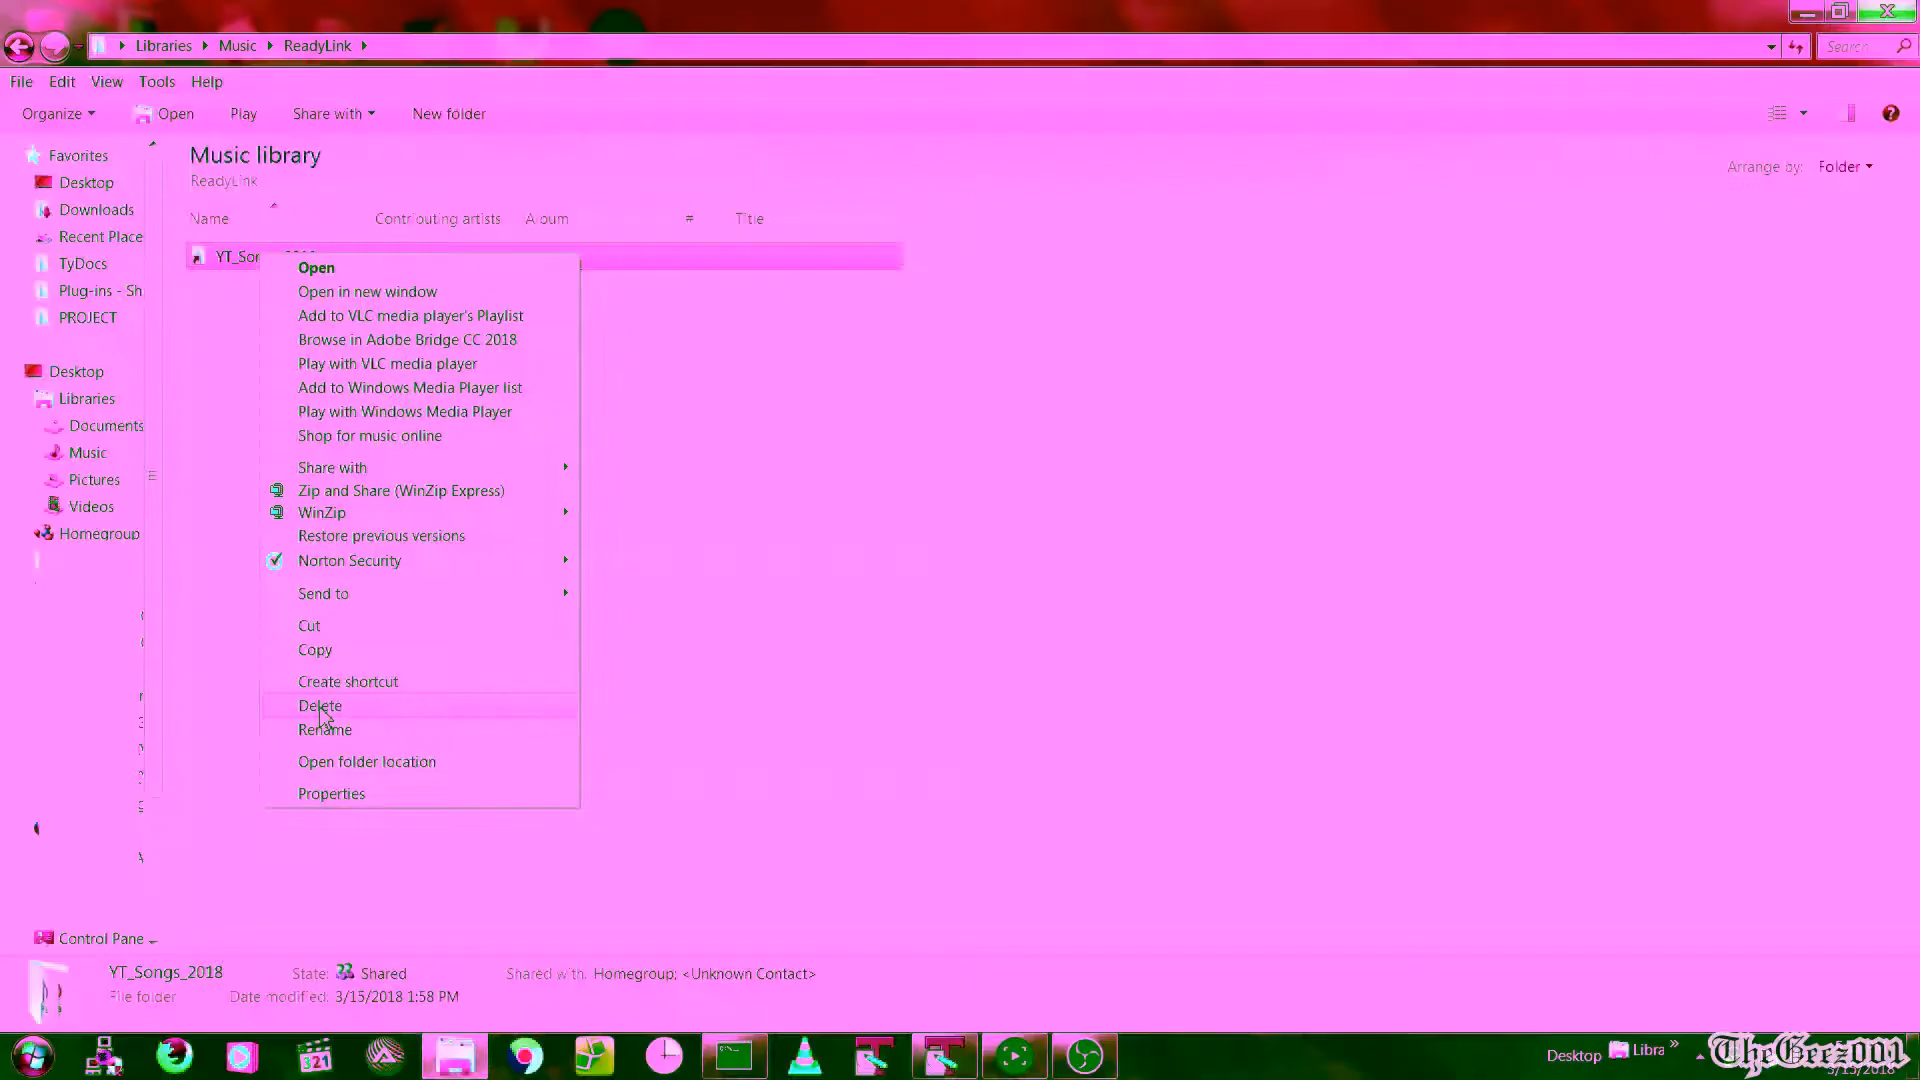 Libraries ▸ Music ▸ ReadyLink ▸
Search
File Edit View Tools Help
Organize Open Play Share with New folder
Music library
ReadyLink
Arrange by: Folder
Name Contributing artists Album # Title
Favorites
Desktop
Downloads
Recent Place
TyDocs
Plug-ins - Sh
PROJECT
Desktop
Libraries
Documents
Music
Pictures
Videos
Homegroup
Control Pane
Open
Open in new window
Add to VLC media player's Playlist
Browse in Adobe Bridge CC 2018
Play with VLC media player
Add to Windows Media Player list
Play with Windows Media Player
Shop for music online
Share with
Zip and Share (WinZip Express)
WinZip
Restore previous versions
Norton Security
Send to
Cut
Copy
Create shortcut
Delete
Rename
Open folder location
Properties
YT_Songs_2018 State: Shared Shared with: Homegroup; <Unknown Contact>
File folder Date modified: 3/15/2018 1:58 PM
321
Desktop Libra »
TheGeez001
3/15/2018